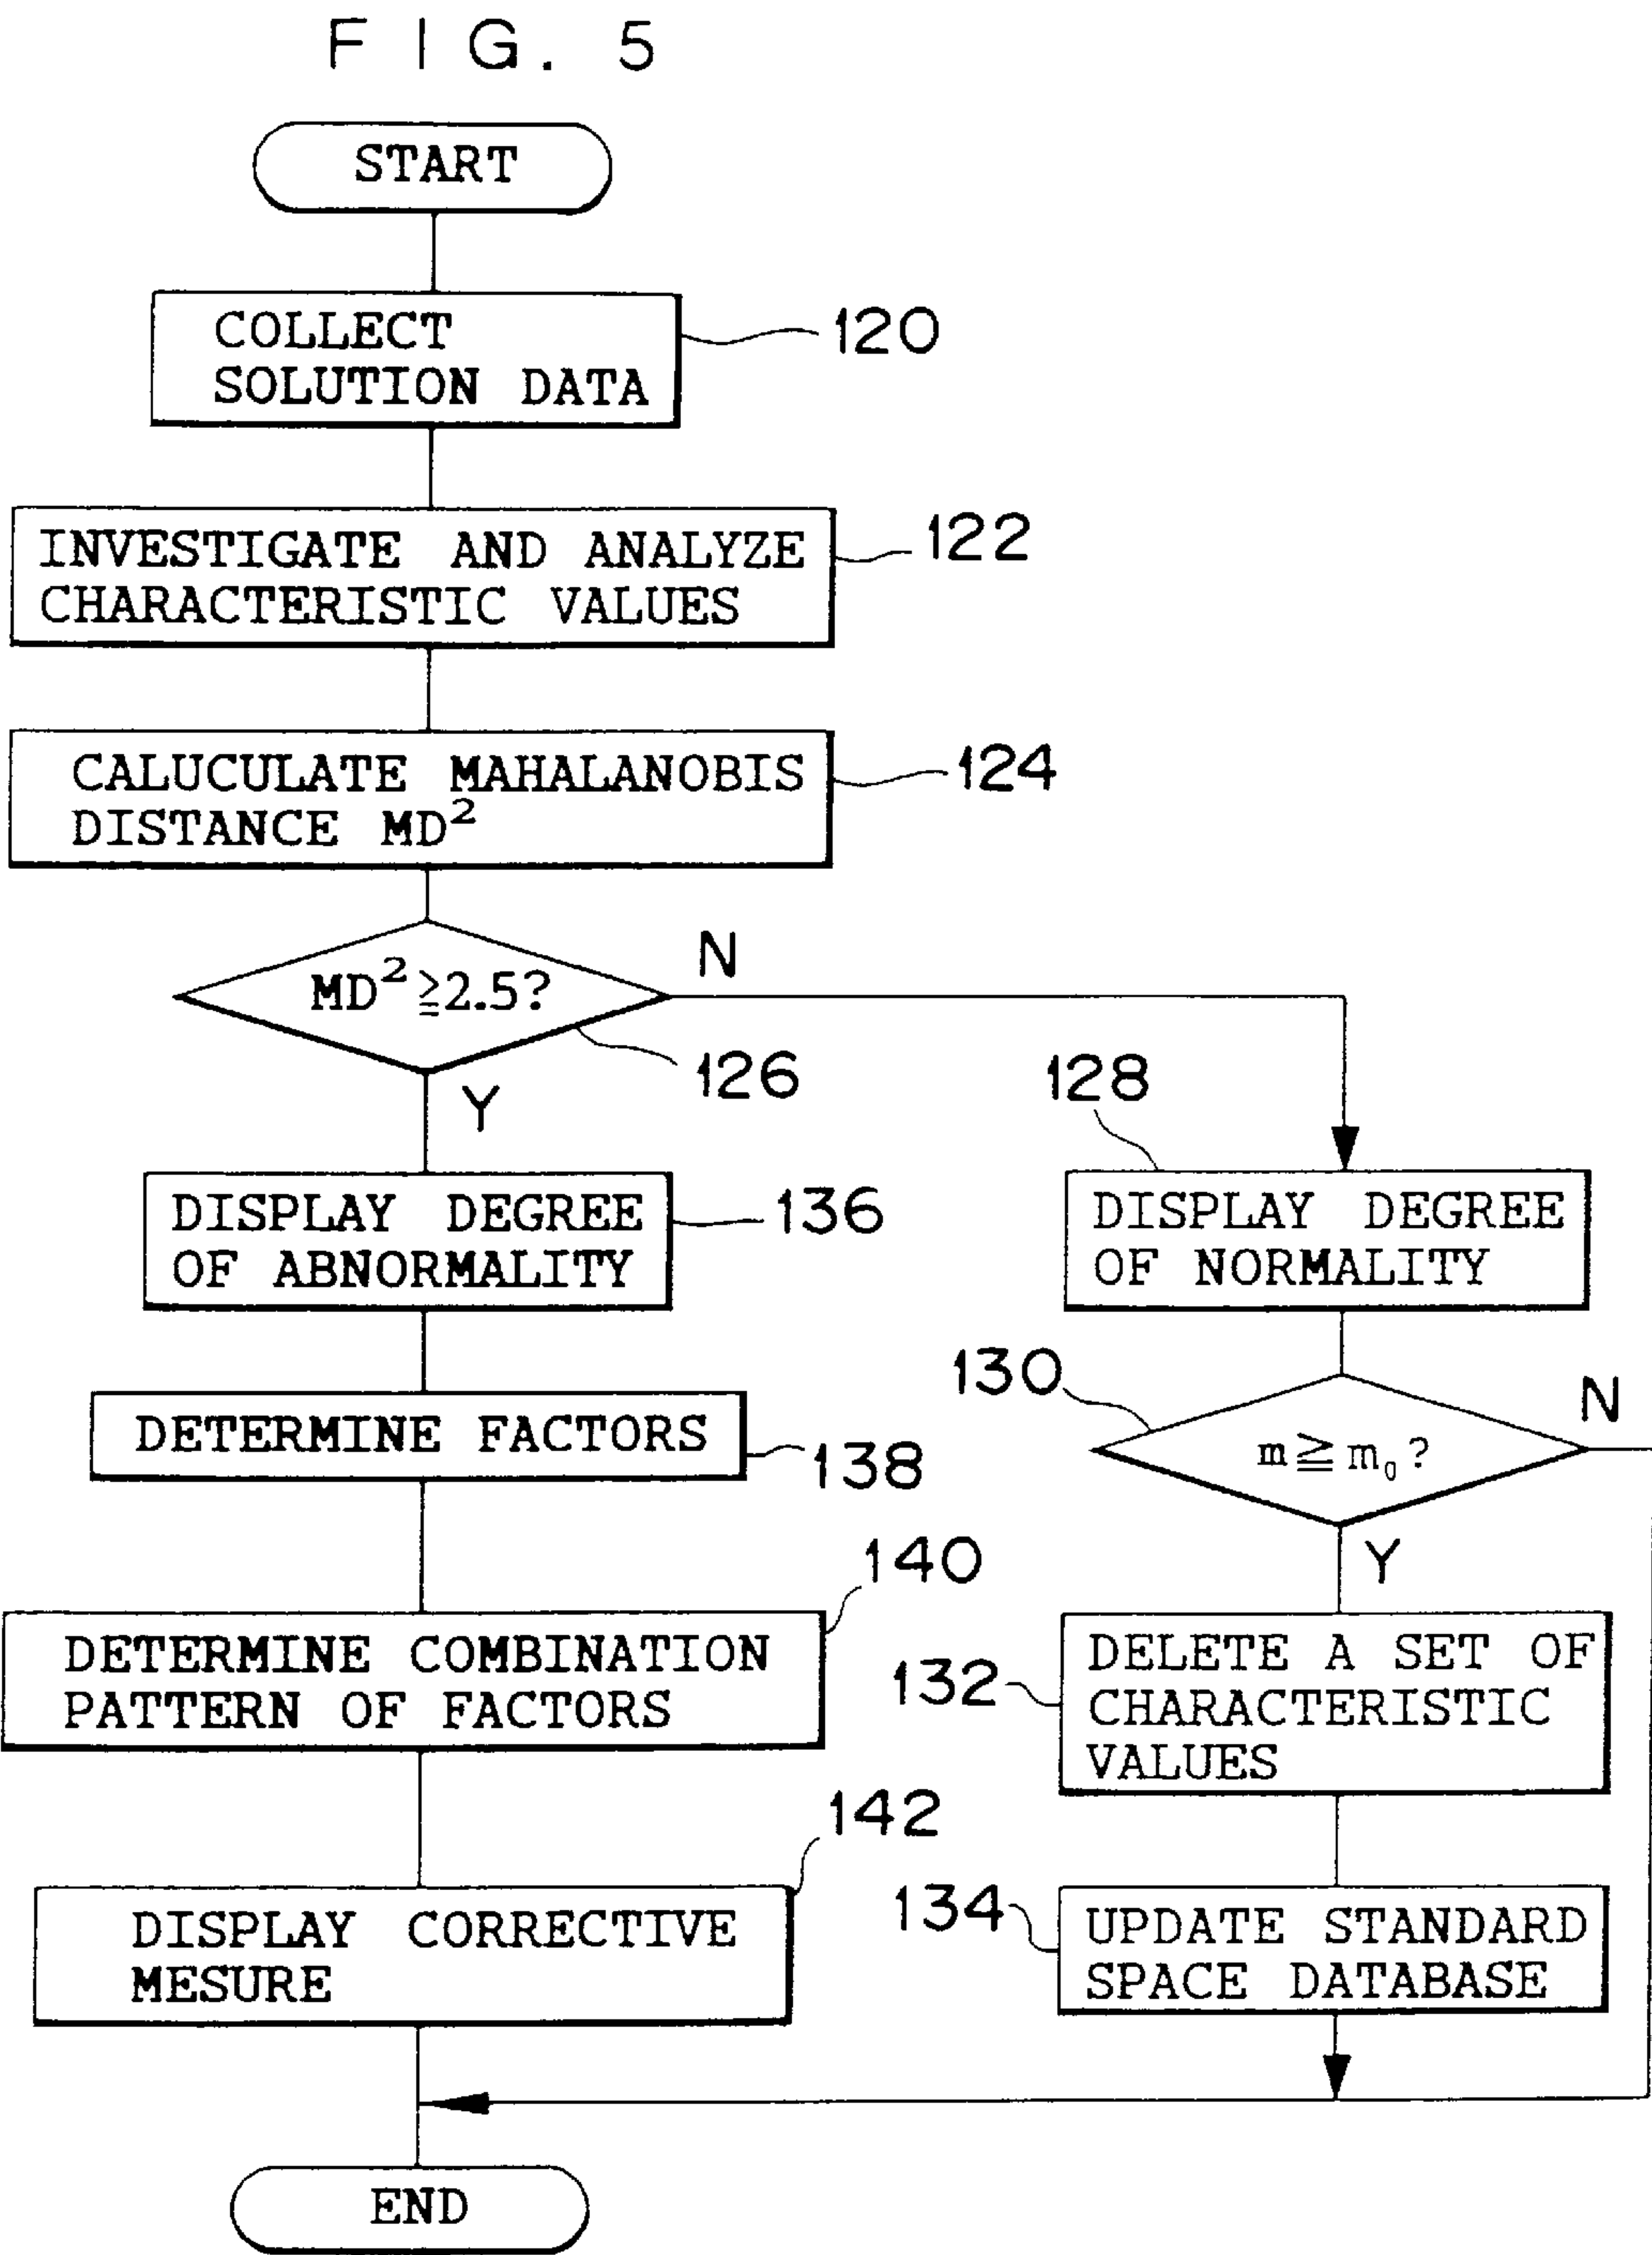 FIG. 5
START
COLLECT
SOLUTION DATA
120
INVESTIGATE AND ANALYZE
CHARACTERISTIC VALUES
122
CALUCULATE MAHALANOBIS
DISTANCE MD²
124
MD² ≧2.5?
N
126
Y
128
DISPLAY DEGREE
OF ABNORMALITY
136
DISPLAY DEGREE
OF NORMALITY
DETERMINE FACTORS
138
130
m ≧ m₀?
N
Y
140
DETERMINE COMBINATION
PATTERN OF FACTORS
132
DELETE A SET OF
CHARACTERISTIC
VALUES
142
DISPLAY CORRECTIVE
MESURE
134
UPDATE STANDARD
SPACE DATABASE
END